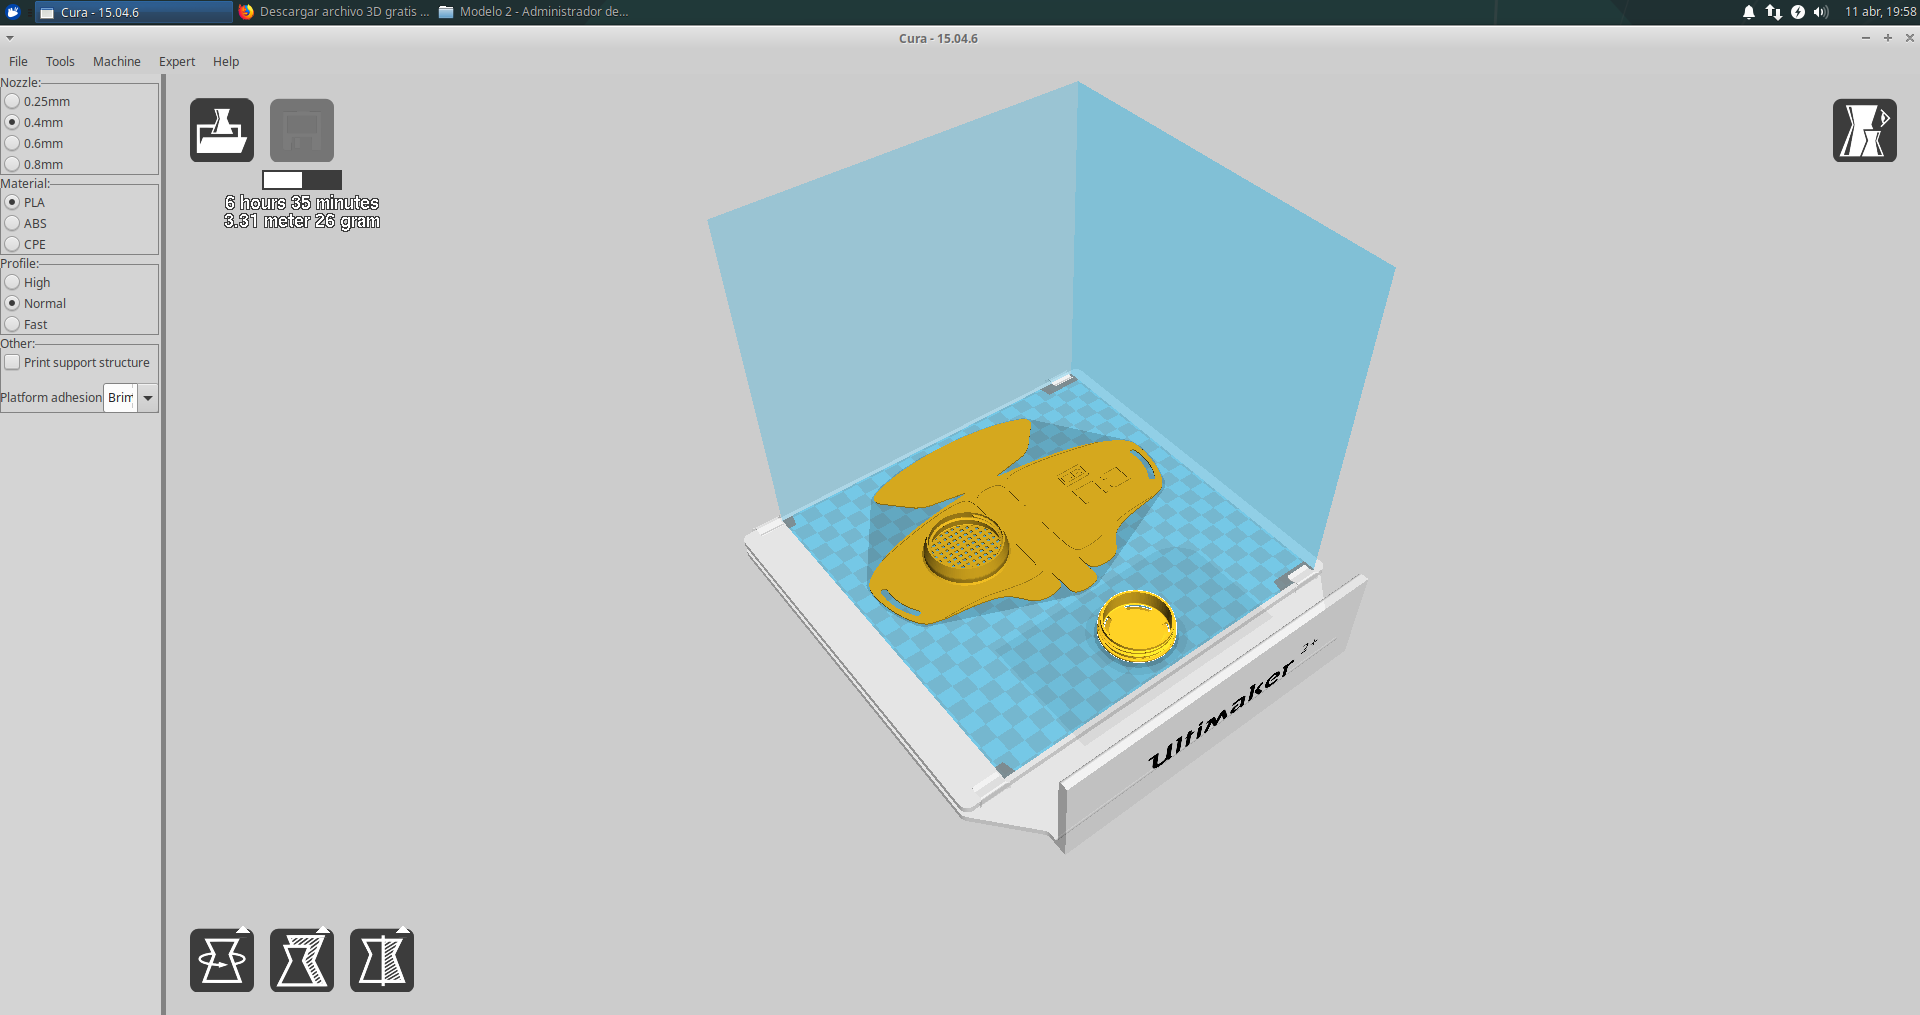 Cura - 15.04.6
Descargar archivo 3D gratis ...
Modelo 2 - Administrador de...
11 abr, 19:58
Cura - 15.04.6
File Tools Machine Expert Help
Nozzle:
0.25mm
0.4mm
0.6mm
0.8mm
Material:
PLA
ABS
CPE
Profile:
High
Normal
Fast
Other:
Print support structure
Platform adhesion Brim
6 hours 35 minutes
3.31 meter 26 gram
Ultimaker 2+